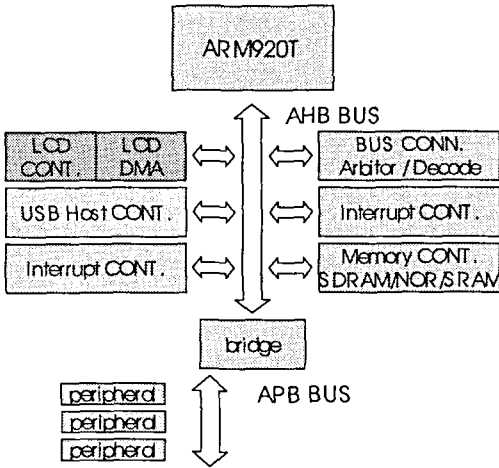 ARM920T
AHB BUS
LCD
CONT.
LCD
DMA
BUS CONN.
Arbitor/Decode
USB Host CONT.
Interrupt CONT.
Interrupt CONT.
Memory CONT.
SDRAM/NOR/SRAM
bridge
APB BUS
peripheral
peripheral
peripheral